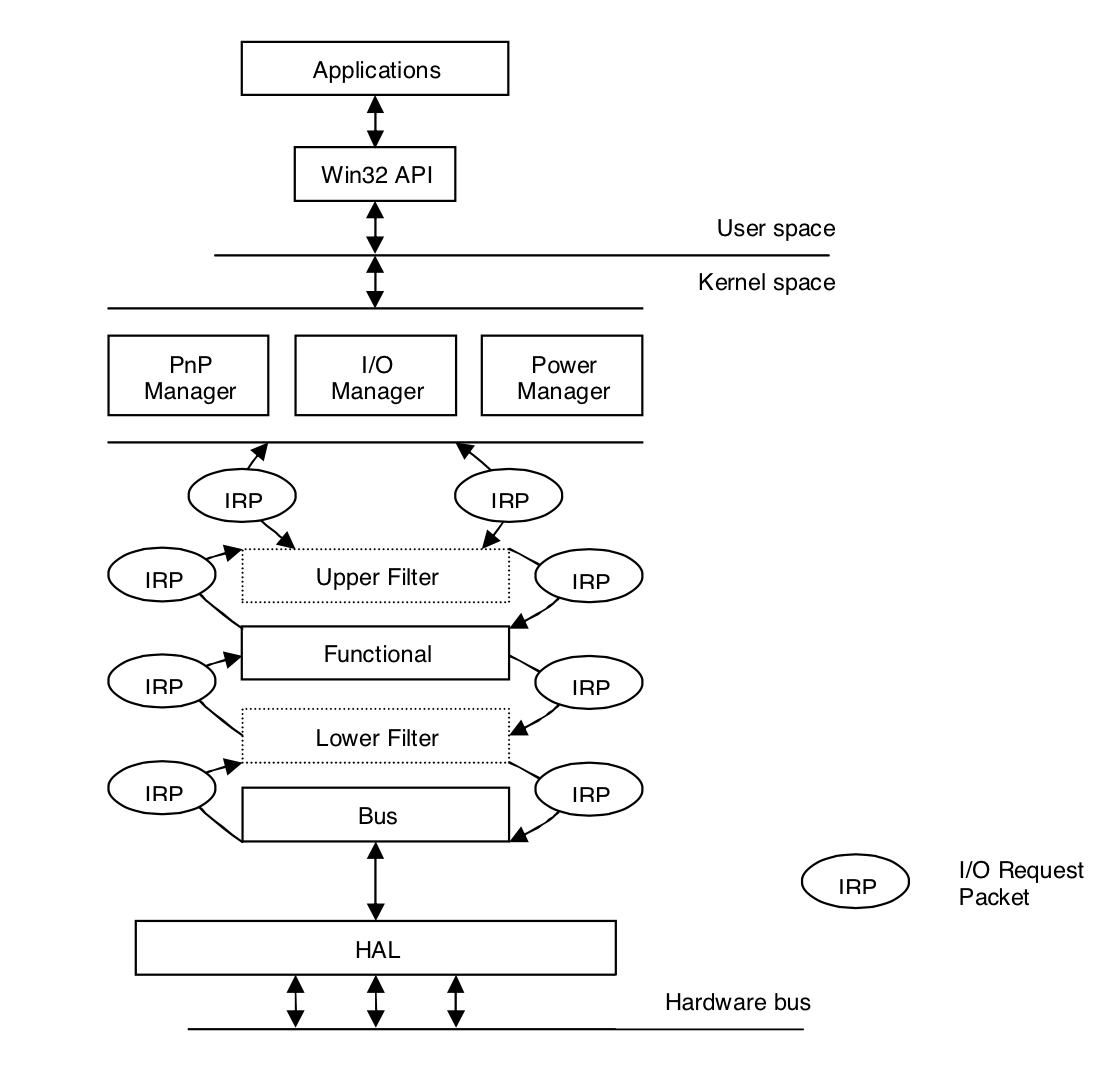 Applications
Win32 API
User space
Kernel space
PnP
Manager
I/O
Manager
Power
Manager
IRP
IRP
IRP
Upper Filter
IRP
Functional
IRP
IRP
Lower Filter
IRP
IRP
Bus
IRP
I/O Request
Packet
HAL
Hardware bus
IRP